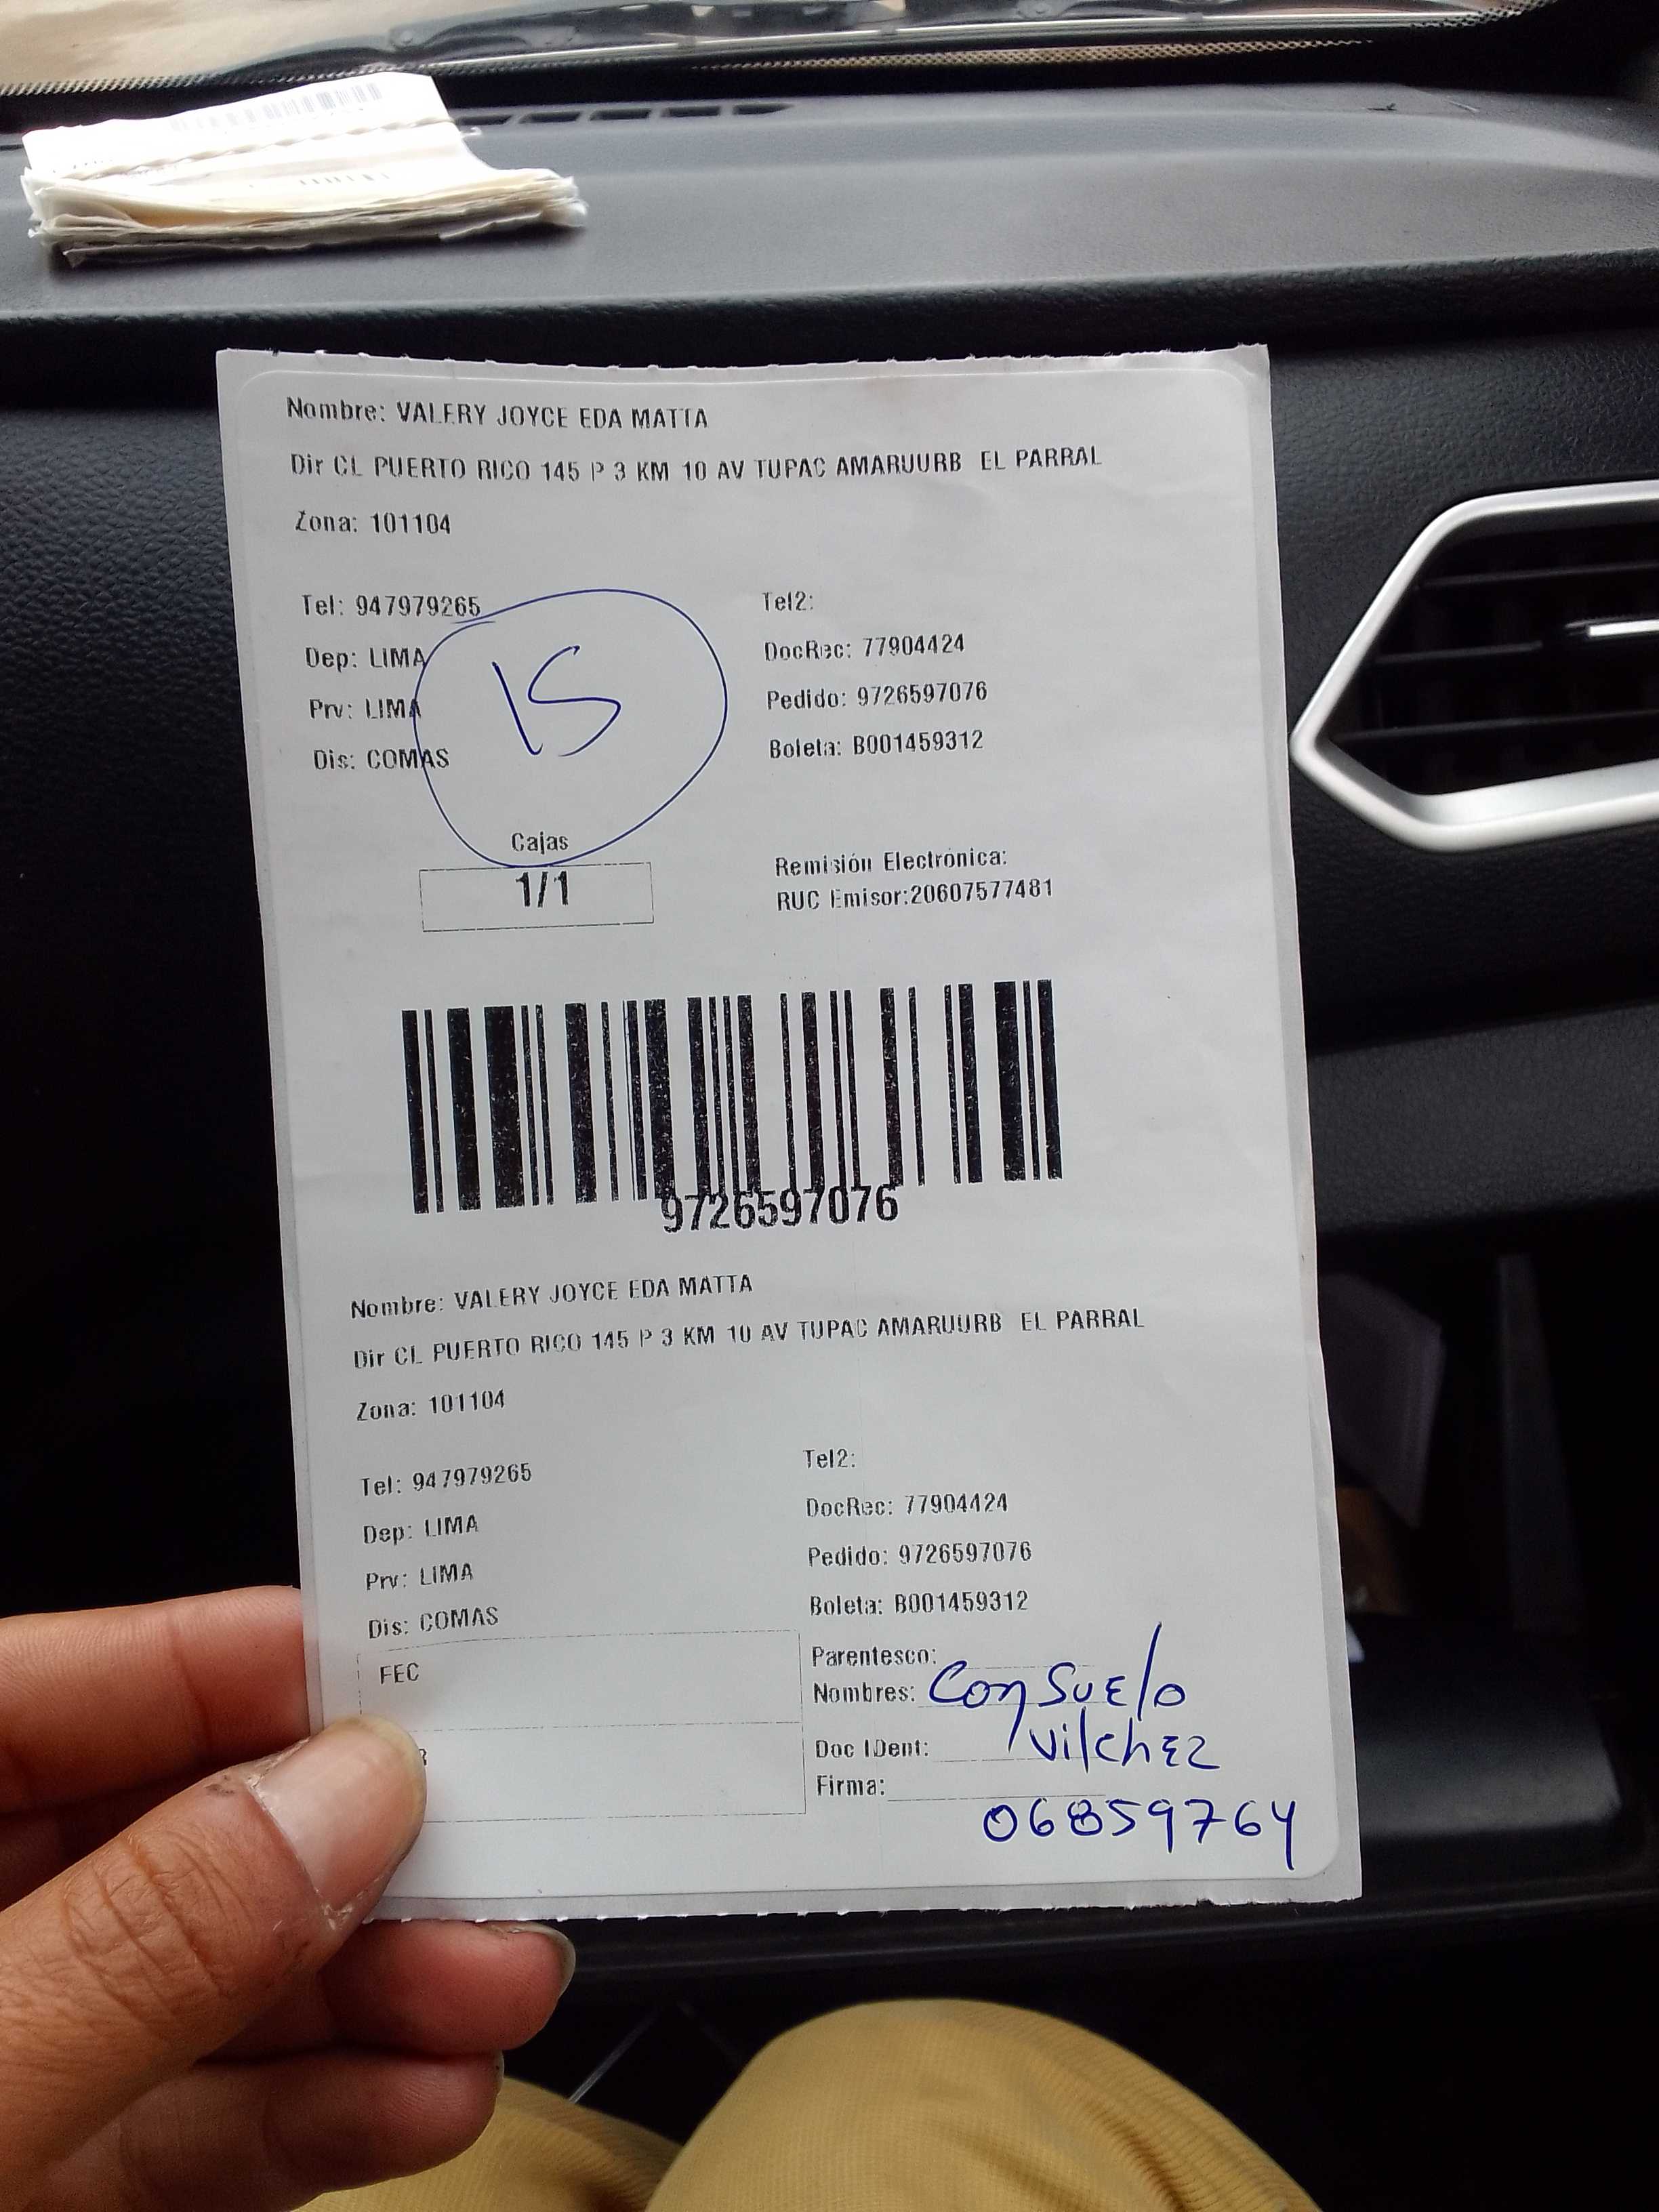 Nombre: VALERY JOYCE EDA MATTA
Dir CL PUERTO RICO 145 P 3 KM 10 AV TUPAC AMARUURB EL PARRAL
Zona: 101104
Tel: 947979265 Tel2:
Dep: LIMA DocRec: 77904424
Prv: LIMA Pedido: 9726597076
Dis: COMAS Boleta: B001459312
15
Cajas
1/1
Remisión Electrónica:
RUC Emisor:20607577481
9726597076
Nombre: VALERY JOYCE EDA MATTA
Dir CL PUERTO RICO 145 P 3 KM 10 AV TUPAC AMARUURB EL PARRAL
Zona: 101104
Tel: 947979265 Tel2:
Dep: LIMA DocRec: 77904424
Prv: LIMA Pedido: 9726597076
Dis: COMAS Boleta: B001459312
FEC
Parentesco:
Nombres: Consuelo
Vilchez
Doc IDent:
Firma:
06859764